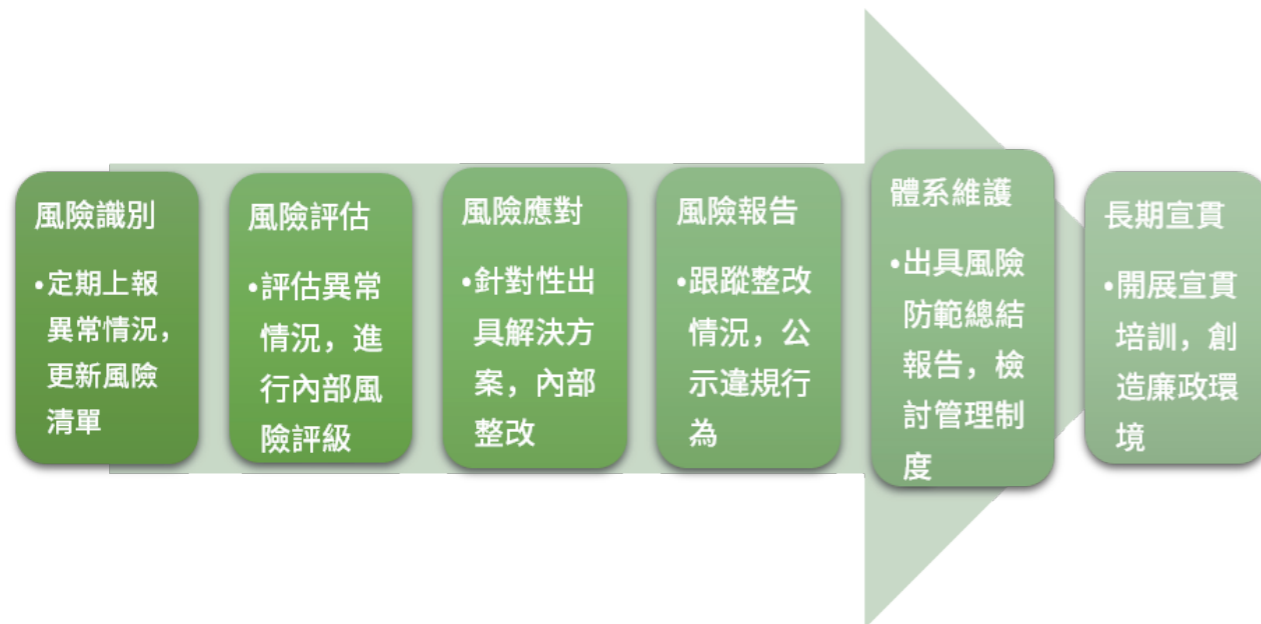 風險識別
•定期上報
異常情況，
更新風險
清單
風險評估
•評估異常
情況，進
行內部風
險評級
風險應對
•針對性出
具解決方
案，內部
整改
風險報告
•跟蹤整改
情況，公
示違規行
為
體系維護
•出具風險
防範總結
報告，檢
討管理制
度
長期宣貫
•開展宣貫
培訓，創
造廉政環
境